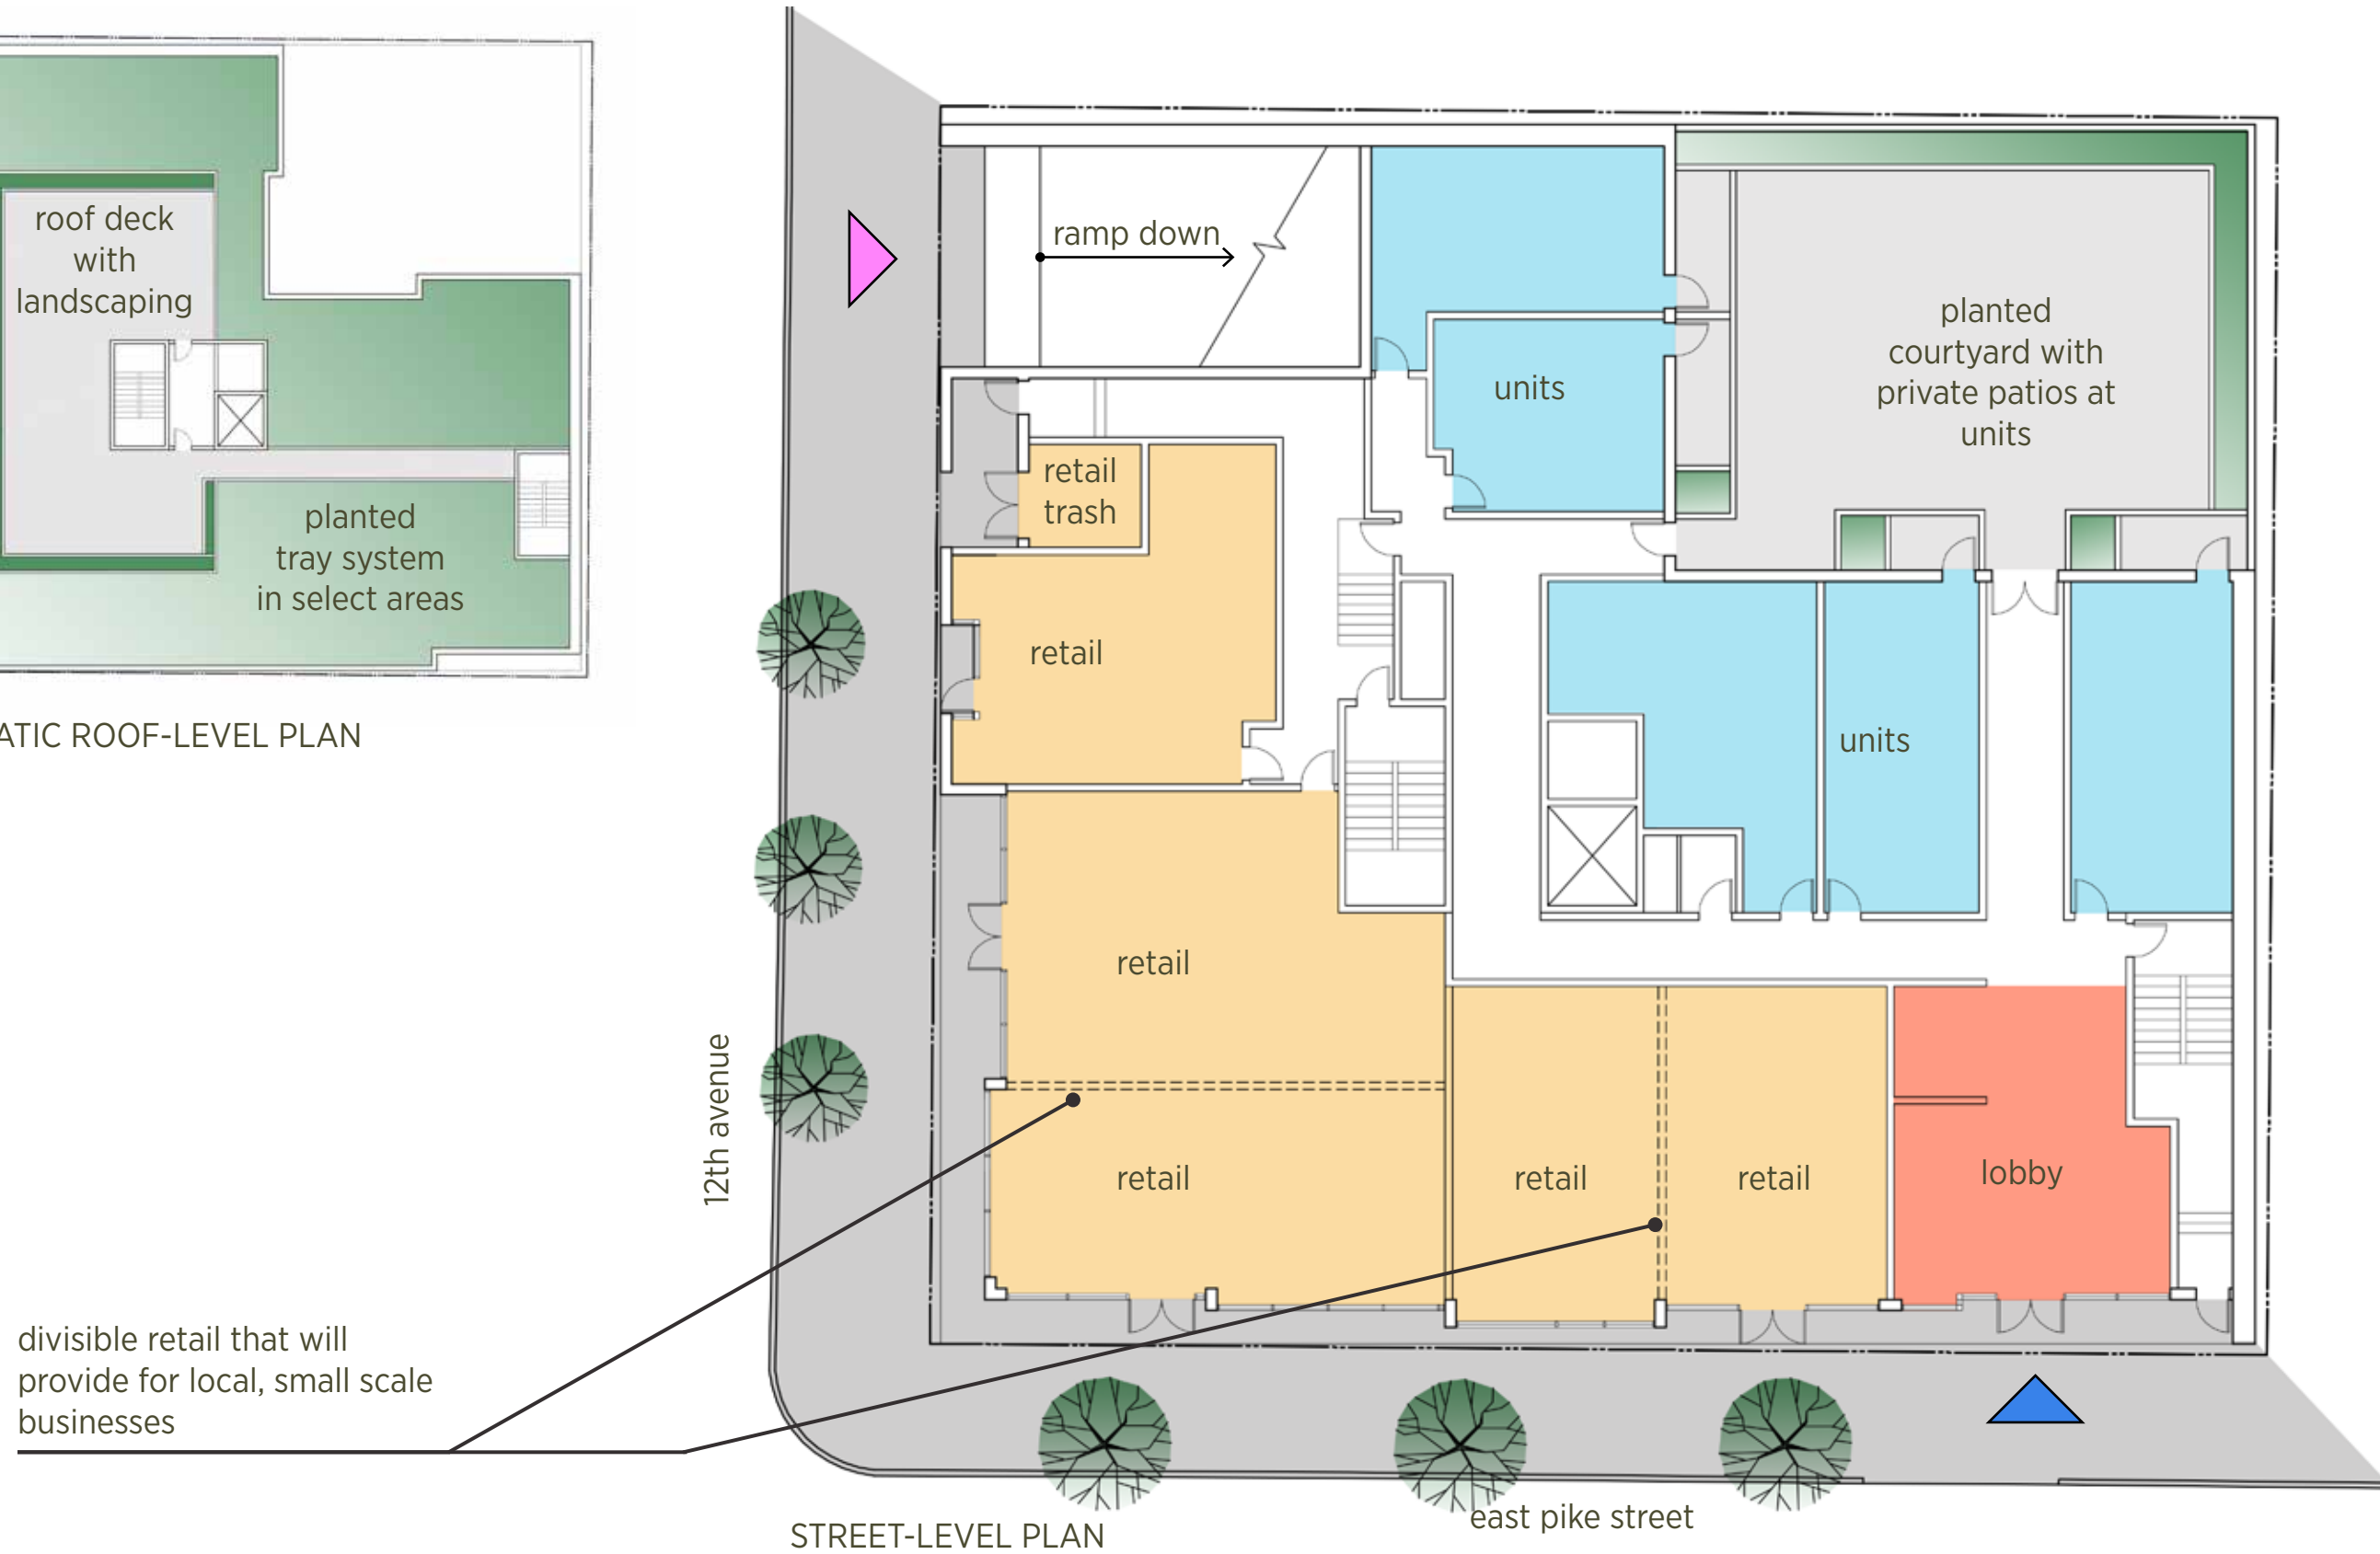 roof deck
with
landscaping
planted
tray system
in select areas
ATIC ROOF-LEVEL PLAN
ramp down
units
planted
courtyard with
private patios at
units
retail
trash
retail
units
retail
12th avenue
retail
retail
retail
lobby
divisible retail that will
provide for local, small scale
businesses
east pike street
STREET-LEVEL PLAN